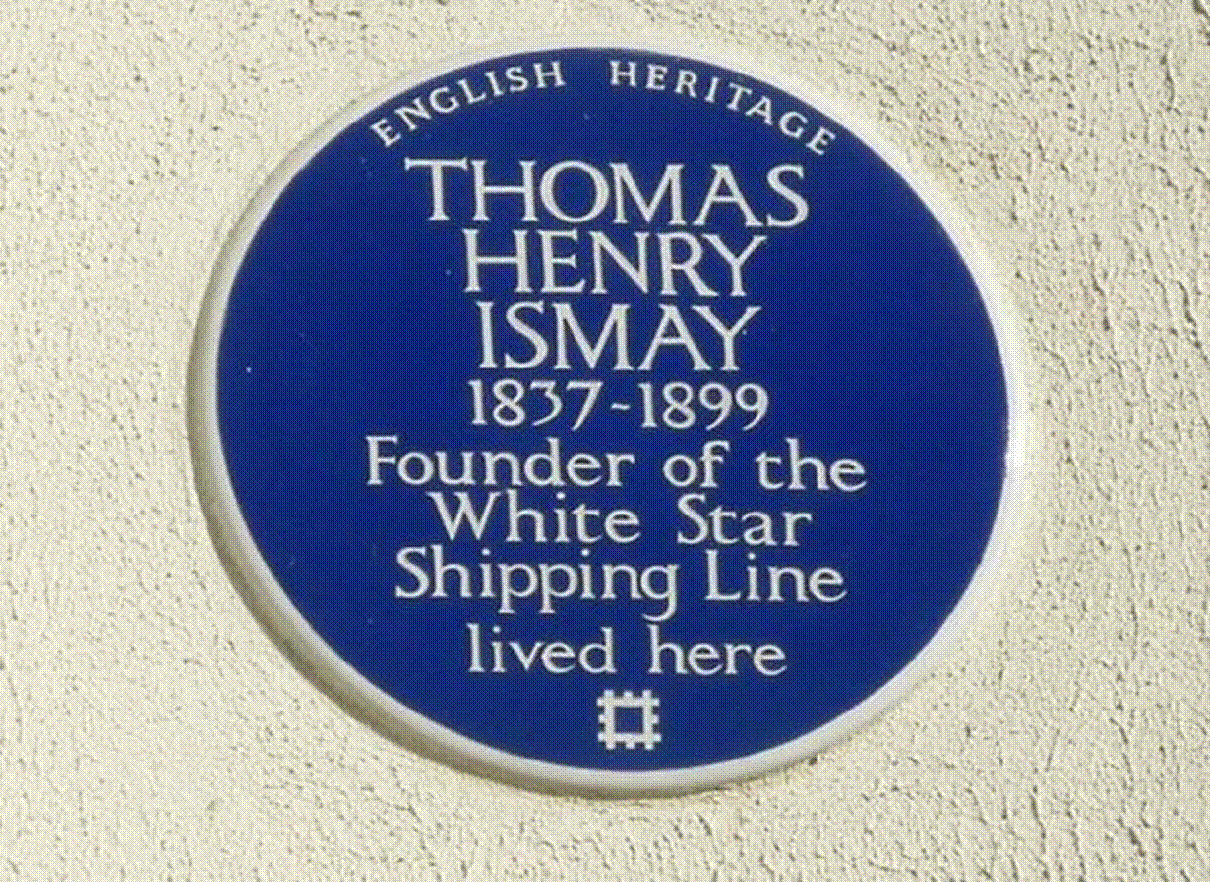 ENGLISH HERITAGE
THOMAS
HENRY
ISMAY
1837-1899
Founder of the
White Star
Shipping Line
lived here